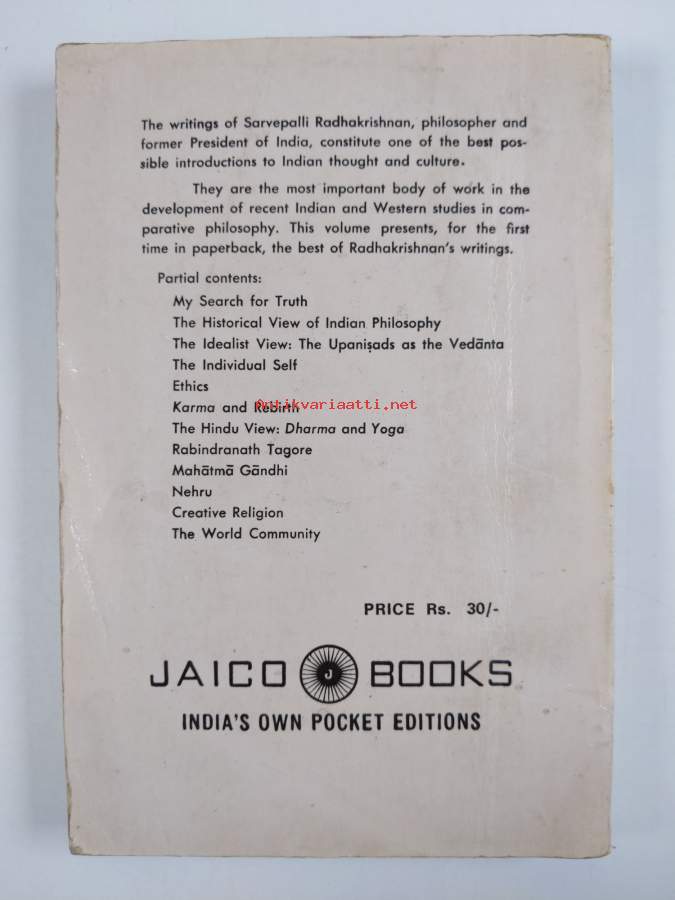 The writings of Sarvepalli Radhakrishnan, philosopher and
former President of India, constitute one of the best pos-
sible introductions to Indian thought and culture.
They are the most important body of work in the
development of recent Indian and Western studies in com-
parative philosophy. This volume presents, for the first
time in paperback, the best of Radhakrishnan's writings.
Partial contents:
My Search for Truth
The Historical View of Indian Philosophy
The Idealist View: The Upaniṣads as the Vedānta
The Individual Self
Ethics
Antikvariaatti.net
Karma and Rebirth
The Hindu View: Dharma and Yoga
Rabindranath Tagore
Mahātmā Gāndhi
Nehru
Creative Religion
The World Community
PRICE Rs. 30/-
JAICO J BOOKS
INDIA'S OWN POCKET EDITIONS